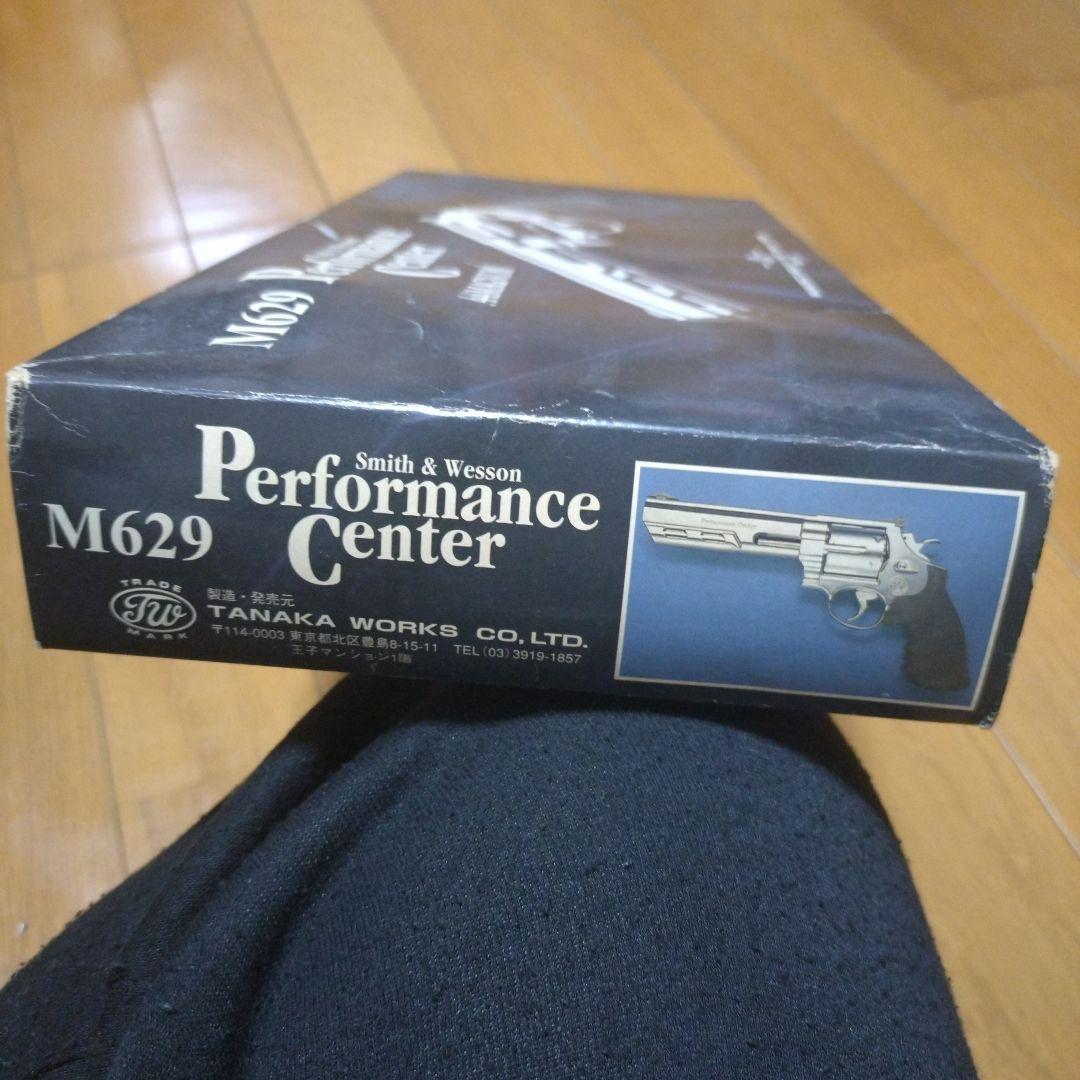 M629 Performance
Center
Smith & Wesson
Performance
M629 Center
TRADE
TW
MARK
製造・発売元
TANAKA WORKS CO, LTD.
〒114-0003 東京都北区豊島8-15-11 TEL (03) 3919-1857
王子マンション1階
Performance Center